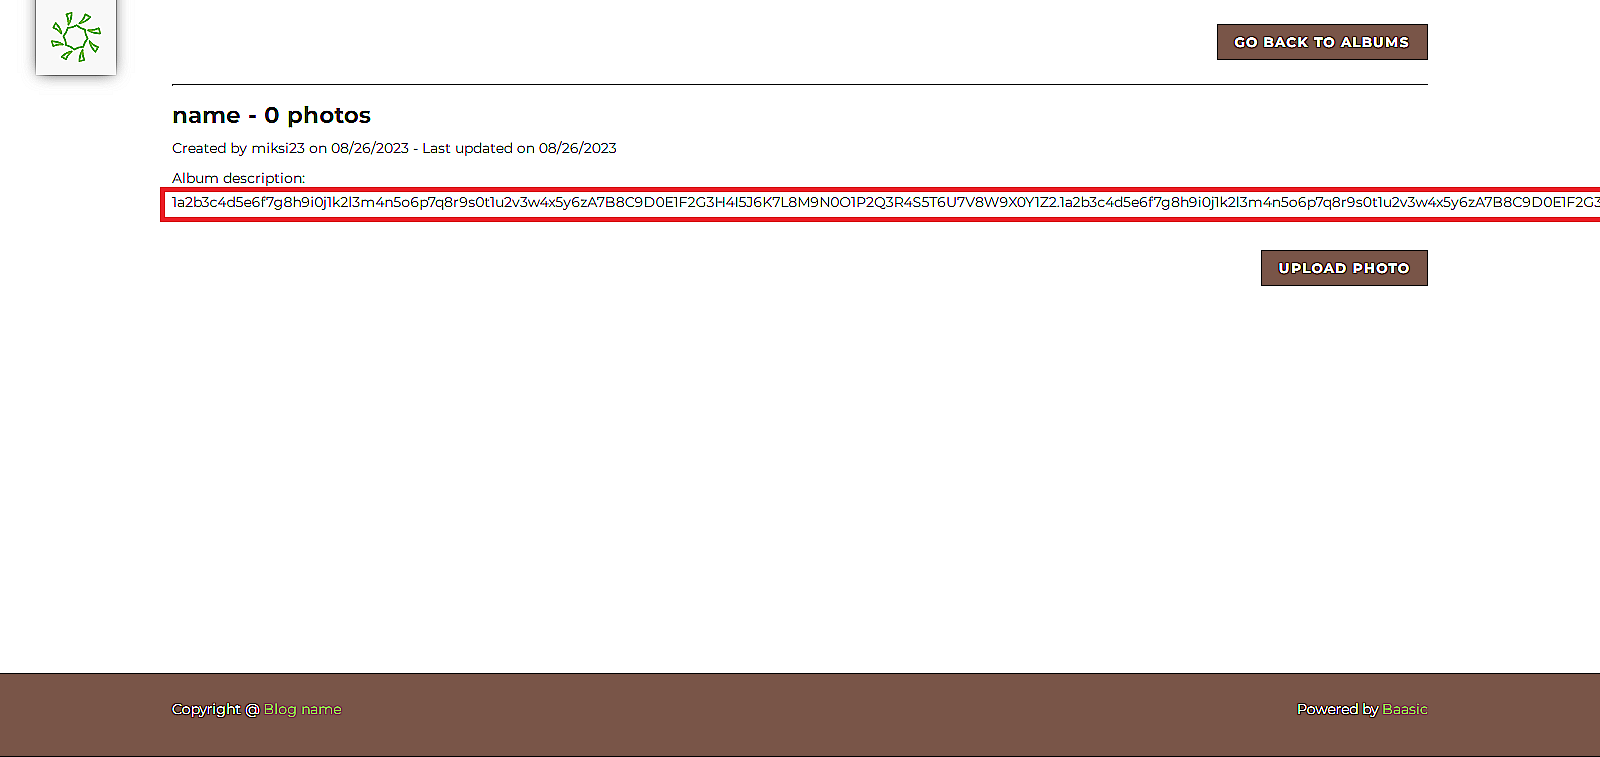 GO BACK TO ALBUMS
name - 0 photos
Created by miksi23 on 08/26/2023 - Last updated on 08/26/2023
Album description:
1a2b3c4d5e6f7g8h9i0j1k2l3m4n5o6p7q8r9s0t1u2v3w4x5y6zA7B8C9D0E1F2G3H4I5J6K7L8M9N0O1P2Q3R4S5T6U7V8W9X0Y1Z2.1a2b3c4d5e6f7g8h9i0j1k2l3m4n5o6p7q8r9s0t1u2v3w4x5y6zA7B8C9D0E1F2G3
UPLOAD PHOTO
Copyright @ Blog name
Powered by Baasic